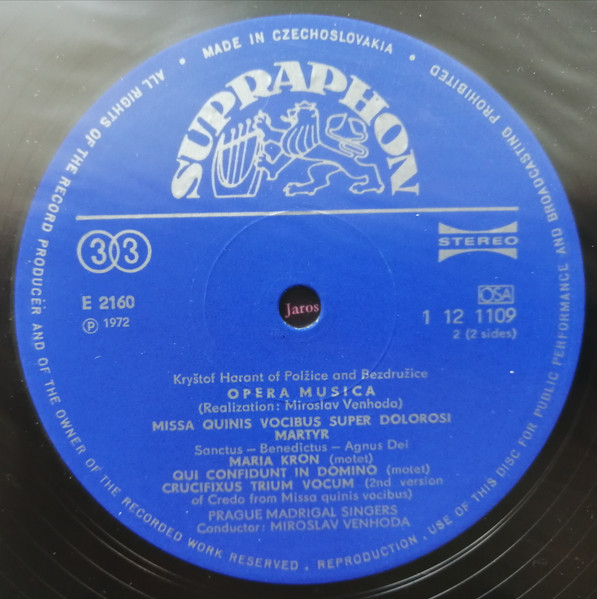 • MADE IN CZECHOSLOVAKIA •
ALL RIGHTS OF THE RECORD PRODUCER AND OF THE OWNER OF THE RECORDED WORK RESERVED, REPRODUCTION, USE OF THIS DISC FOR PUBLIC PERFORMANCE AND BROADCASTING PROHIBITED
SUPRAPHON
33
STEREO
E 2160
Ⓟ 1972
Jaros
OSA
1 12 1109
2 (2 sides)
Kryštof Harant of Polžice and Bezdružice
OPERA MUSICA
(Realization: Miroslav Venhoda)
MISSA QUINIS VOCIBUS SUPER DOLOROSI
MARTYR
Sanctus – Benedictus – Agnus Dei
MARIA KRON (motet)
QUI CONFIDUNT IN DOMINO (motet)
CRUCIFIXUS TRIUM VOCUM (2nd version
of Credo from Missa quinis vocibus)
PRAGUE MADRIGAL SINGERS
Conductor: MIROSLAV VENHODA